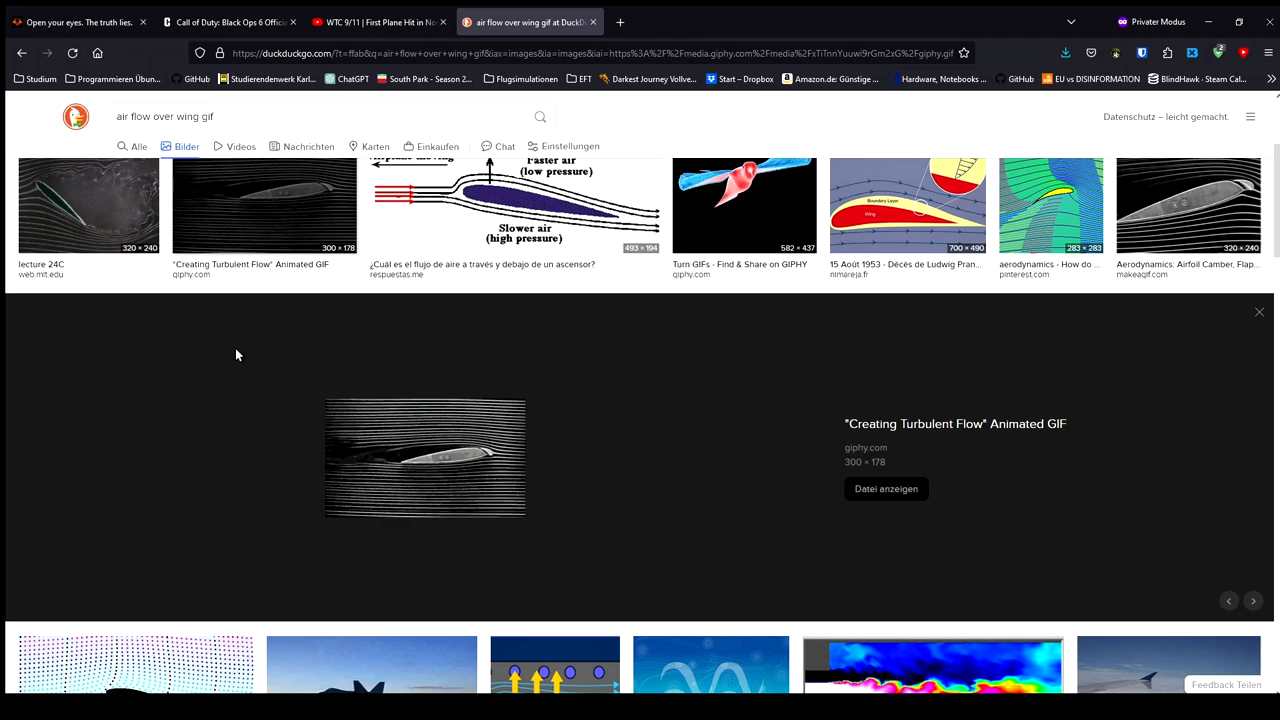 Open your eyes. The truth lies.
Call of Duty: Black Ops 6 Offici
WTC 9/11 | First Plane Hit in No
air flow over wing gif at DuckD
Privater Modus
https://duckduckgo.com/?t=ffab&q=air+flow+over+wing+gif&iax=images&ia=images&iai=https%3A%2F%2Fmedia.giphy.com%2Fmedia%2FxTiTnnYuuwi9rGm2xG%2Fgiphy.gif
2
Studium
Programmieren Übun...
GitHub
Studierendenwerk Karl...
ChatGPT
South Park - Season 2...
Flugsimulationen
EFT
Darkest Journey Vollve...
Start – Dropbox
Amazon.de: Günstige ...
Hardware, Notebooks ...
GitHub
EU vs DISINFORMATION
BlindHawk · Steam Cal...
air flow over wing gif
Datenschutz – leicht gemacht.
Alle
Bilder
Videos
Nachrichten
Karten
Einkaufen
Chat
Einstellungen
Airplane moving
Faster air
(low pressure)
Slower air
(high pressure)
Boundary Layer
Wing
320 × 240
300 × 178
493 × 194
582 × 437
700 × 490
283 × 283
320 × 240
lecture 24C
web.mit.edu
"Creating Turbulent Flow" Animated GIF
giphy.com
¿Cuál es el flujo de aire a través y debajo de un ascensor?
respuestas.me
Turn GIFs - Find & Share on GIPHY
giphy.com
15 Août 1953 - Décès de Ludwig Pran...
nimareja.fr
aerodynamics - How do ...
pinterest.com
Aerodynamics: Airfoil Camber, Flap...
makeagif.com
"Creating Turbulent Flow" Animated GIF
giphy.com
300 × 178
Datei anzeigen
Feedback Teilen